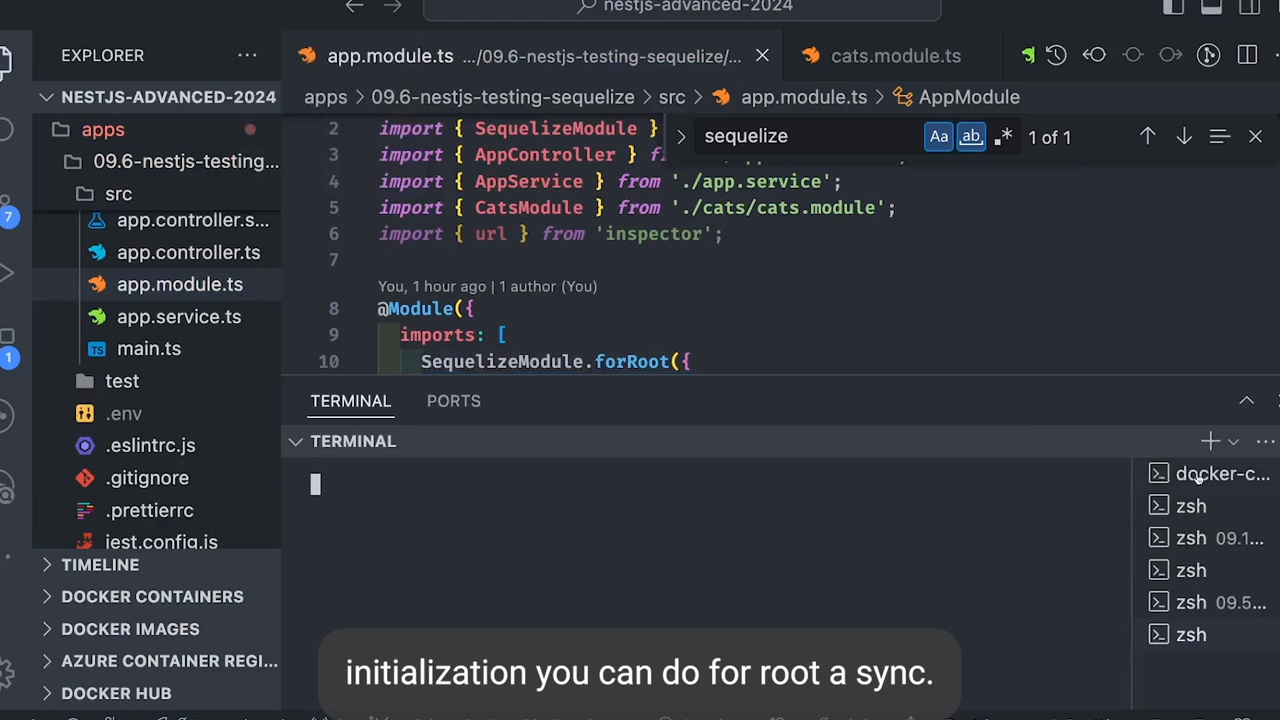 nestjs-advanced-2024
EXPLORER
app.module.ts .../09.6-nestjs-testing-sequelize/...
cats.module.ts
NESTJS-ADVANCED-2024
apps > 09.6-nestjs-testing-sequelize > src > app.module.ts > AppModule
apps
09.6-nestjs-testing...
src
app.controller.s...
app.controller.ts
app.module.ts
app.service.ts
main.ts
test
.env
.eslintrc.js
.gitignore
.prettierrc
jest.config.js
TIMELINE
DOCKER CONTAINERS
DOCKER IMAGES
AZURE CONTAINER REGI...
DOCKER HUB
7
1
sequelize
Aa
ab
1 of 1
2 import { SequelizeModule }
3 import { AppController }
4 import { AppService } from './app.service';
5 import { CatsModule } from './cats/cats.module';
6 import { url } from 'inspector';
7
You, 1 hour ago | 1 author (You)
8 @Module({
9 imports: [
10 SequelizeModule.forRoot({
TERMINAL PORTS
TERMINAL
docker-c...
zsh
zsh 09.1...
zsh
zsh 09.5...
zsh
initialization you can do for root a sync.